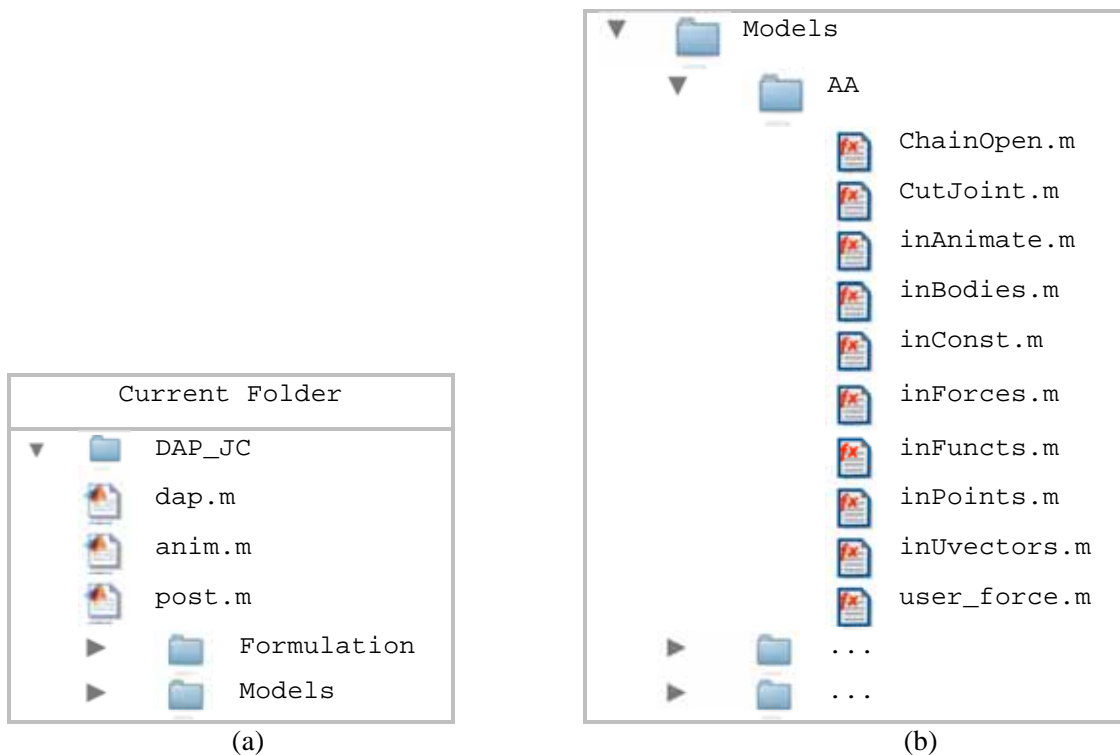 Current Folder
DAP_JC
dap.m
anim.m
post.m
Formulation
Models
(a)
Models
AA
ChainOpen.m
CutJoint.m
inAnimate.m
inBodies.m
inConst.m
inForces.m
inFuncts.m
inPoints.m
inUvectors.m
user_force.m
...
...
(b)